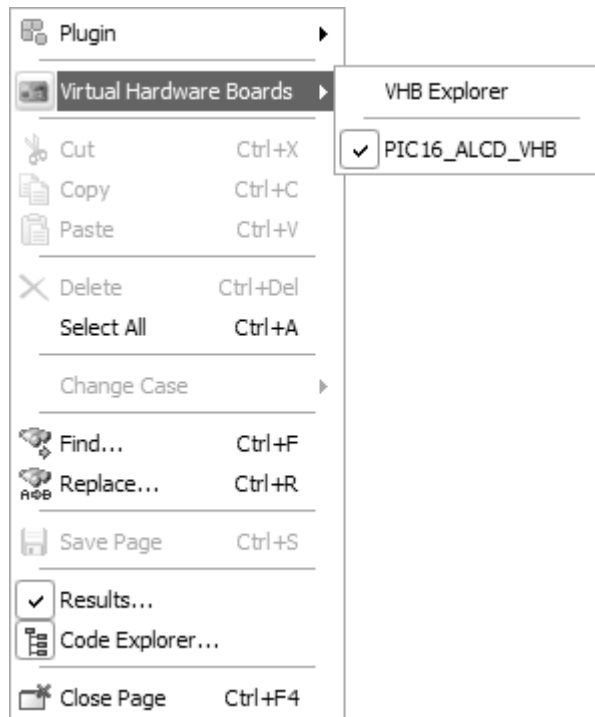 Plugin
Virtual Hardware Boards
VHB Explorer
PIC16_ALCD_VHB
Cut Ctrl+X
Copy Ctrl+C
Paste Ctrl+V
Delete Ctrl+Del
Select All Ctrl+A
Change Case
Find... Ctrl+F
A B
Replace... Ctrl+R
Save Page Ctrl+S
Results...
Code Explorer...
Close Page Ctrl+F4